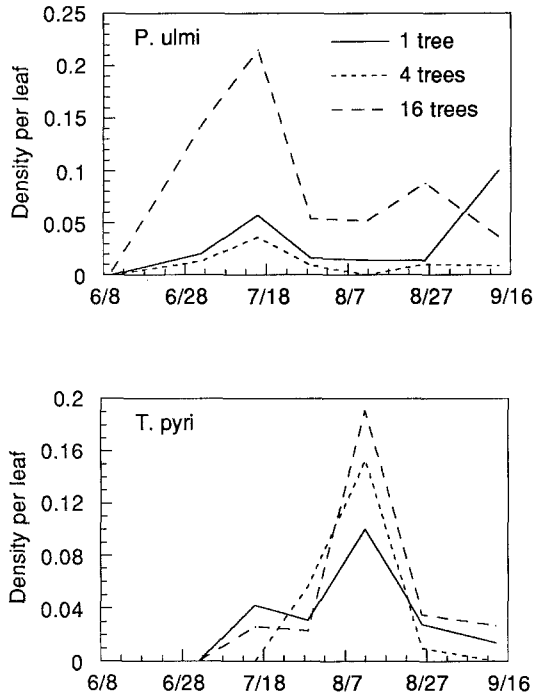 P. ulmi
1 tree
4 trees
16 trees
Density per leaf
0.25
0.2
0.15
0.1
0.05
0
6/8 6/28 7/18 8/7 8/27 9/16
T. pyri
Density per leaf
0.2
0.16
0.12
0.08
0.04
0
6/8 6/28 7/18 8/7 8/27 9/16